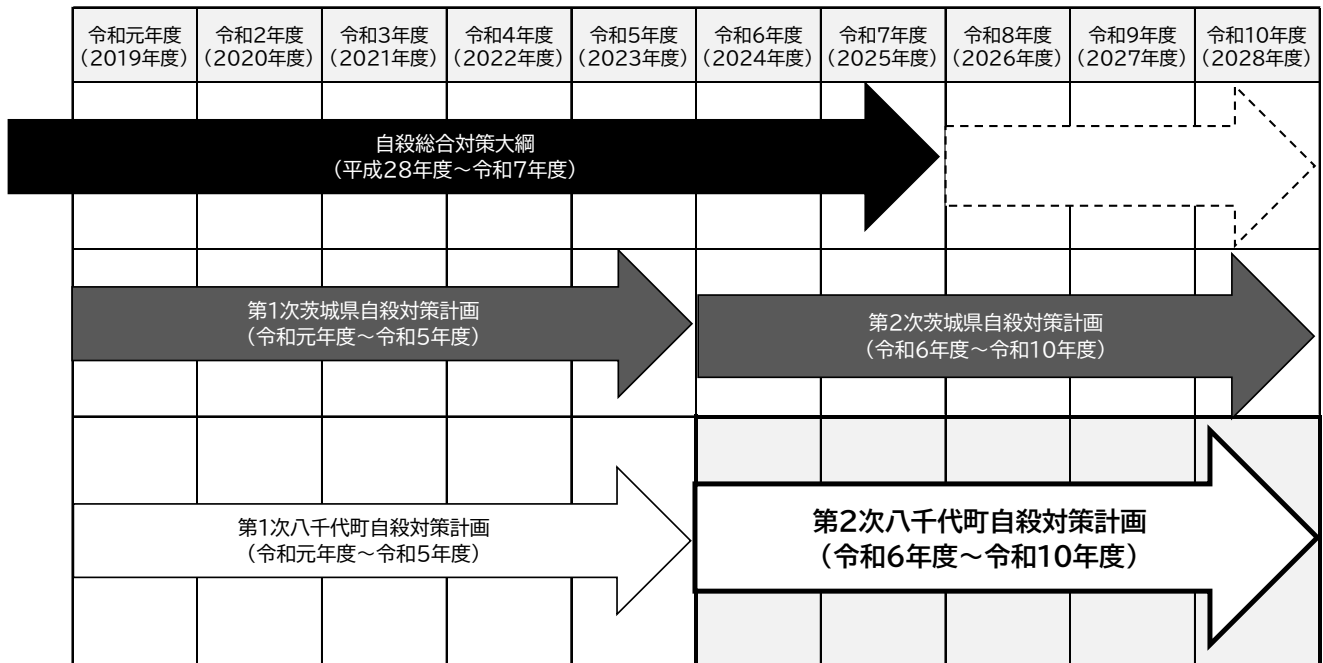 令和元年度
(2019年度)
令和2年度
(2020年度)
令和3年度
(2021年度)
令和4年度
(2022年度)
令和5年度
(2023年度)
令和6年度
(2024年度)
令和7年度
(2025年度)
令和8年度
(2026年度)
令和9年度
(2027年度)
令和10年度
(2028年度)
自殺総合対策大綱
(平成28年度～令和7年度)
第1次茨城県自殺対策計画
(令和元年度～令和5年度)
第2次茨城県自殺対策計画
(令和6年度～令和10年度)
第1次八千代町自殺対策計画
(令和元年度～令和5年度)
第2次八千代町自殺対策計画
(令和6年度～令和10年度)